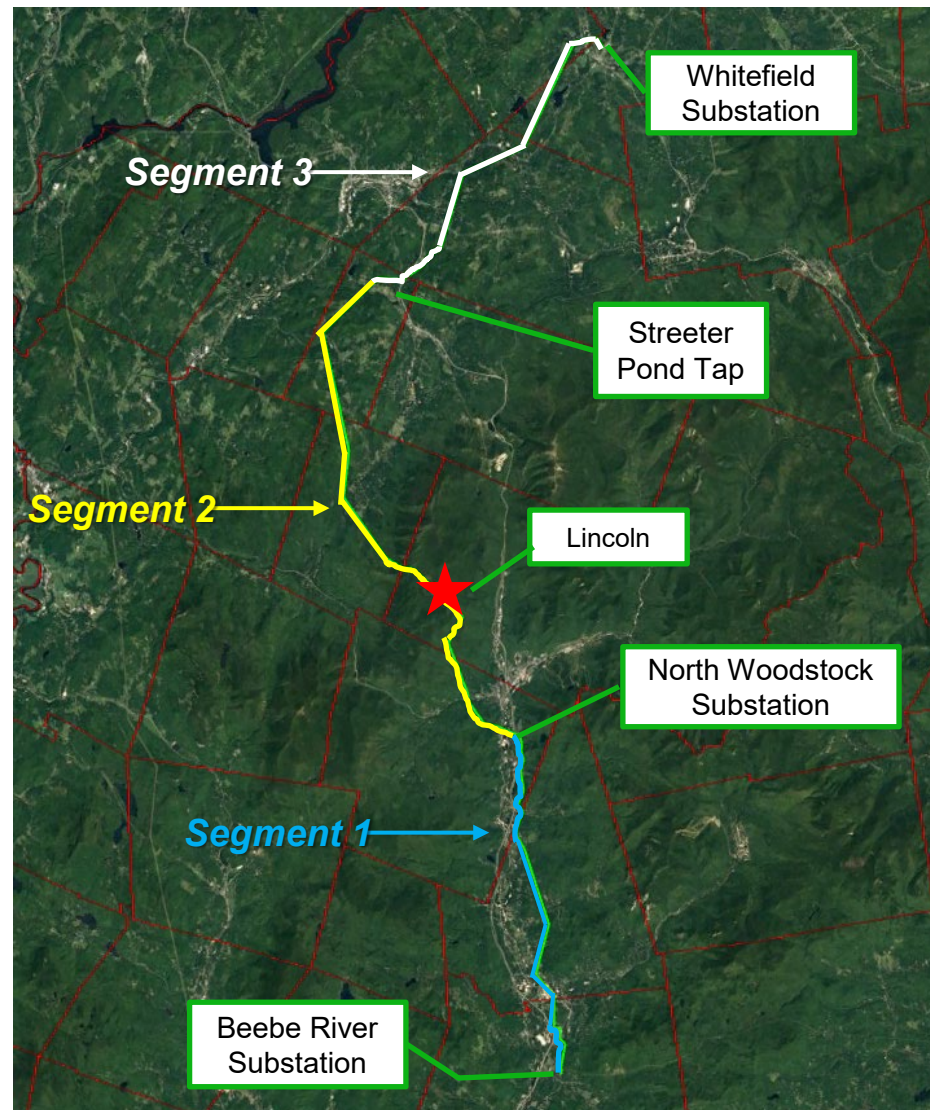 Whitefield
Substation
Segment 3
Streeter
Pond Tap
Segment 2
Lincoln
North Woodstock
Substation
Segment 1
Beebe River
Substation